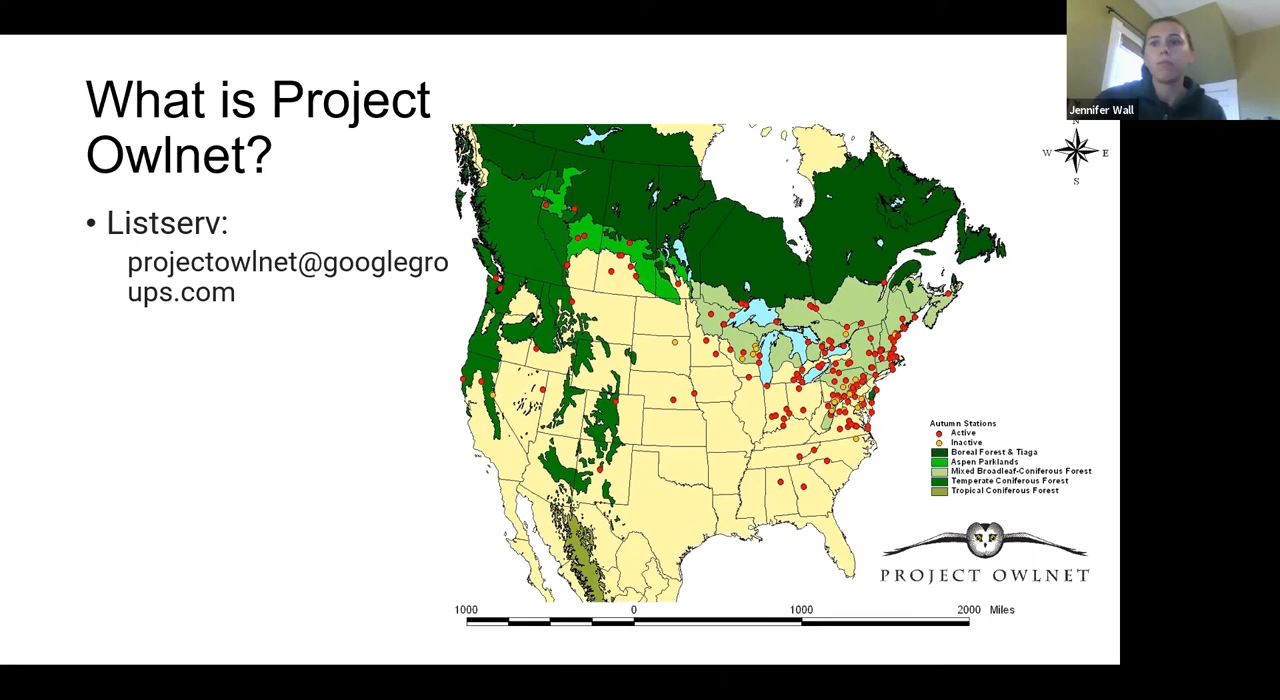 What is Project
Owlnet?
• Listserv:
projectowlnet@googlegro
ups.com
Jennifer Wall
N
W E
S
Autumn Stations
Active
Inactive
Boreal Forest & Tiaga
Aspen Parklands
Mixed Broadleaf-Coniferous Forest
Temperate Coniferous Forest
Tropical Coniferous Forest
PROJECT OWLNET
1000 0 1000 2000 Miles